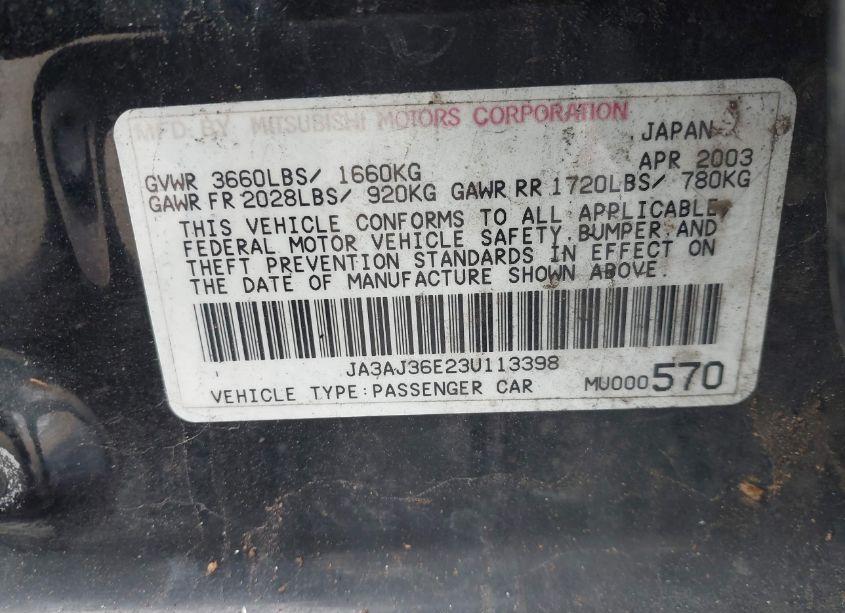 MFD BY MITSUBISHI MOTORS CORPORATION
JAPAN
APR 2003
GVWR 3660LBS/ 1660KG
GAWR FR 2028LBS/ 920KG GAWR RR 1720LBS/ 780KG
THIS VEHICLE CONFORMS TO ALL APPLICABLE
FEDERAL MOTOR VEHICLE SAFETY, BUMPER, AND
THEFT PREVENTION STANDARDS IN EFFECT ON
THE DATE OF MANUFACTURE SHOWN ABOVE.
JA3AJ36E23U113398
VEHICLE TYPE:PASSENGER CAR MU000570